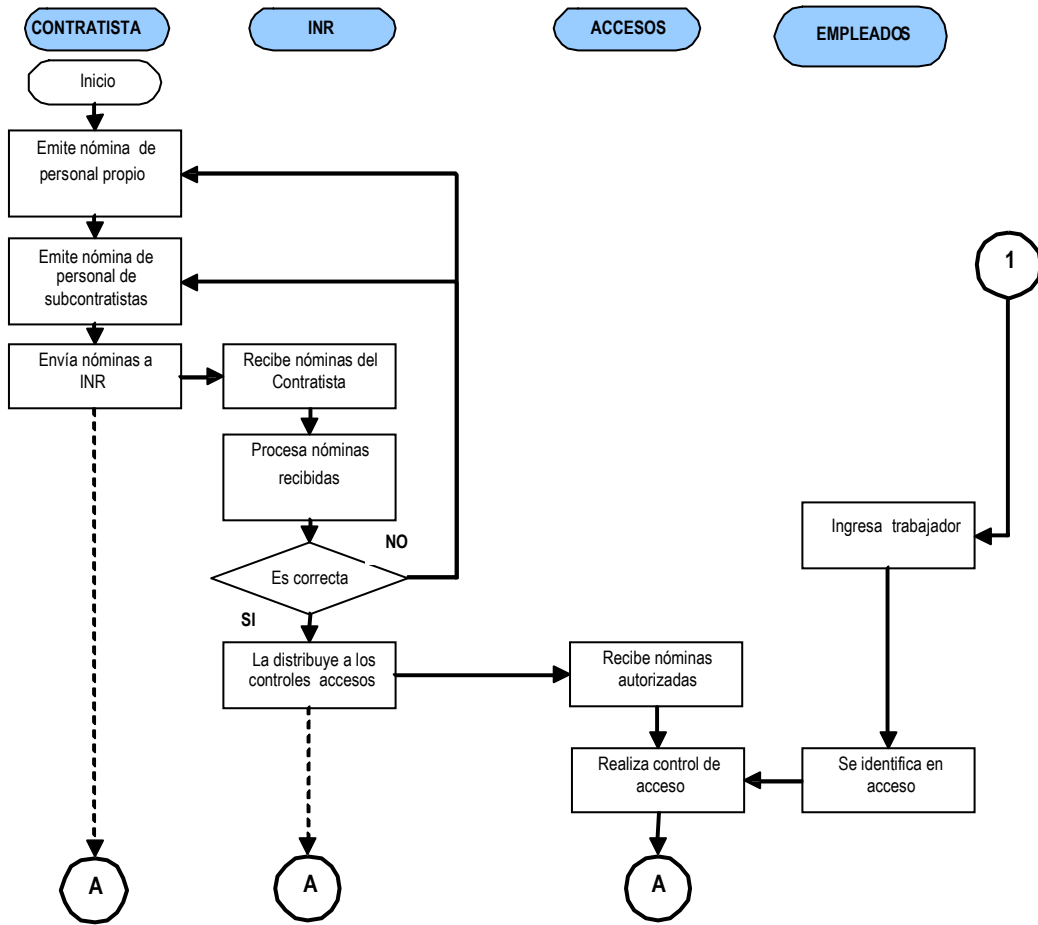 CONTRATISTA
INR
ACCESOS
EMPLEADOS
Inicio
Emite nómina de
personal propio
Emite nómina de
personal de
subcontratistas
1
Envía nóminas a
INR
Recibe nóminas del
Contratista
Procesa nóminas
recibidas
Ingresa trabajador
NO
Es correcta
SI
La distribuye a los
controles accesos
Recibe nóminas
autorizadas
Realiza control de
acceso
Se identifica en
acceso
A
A
A